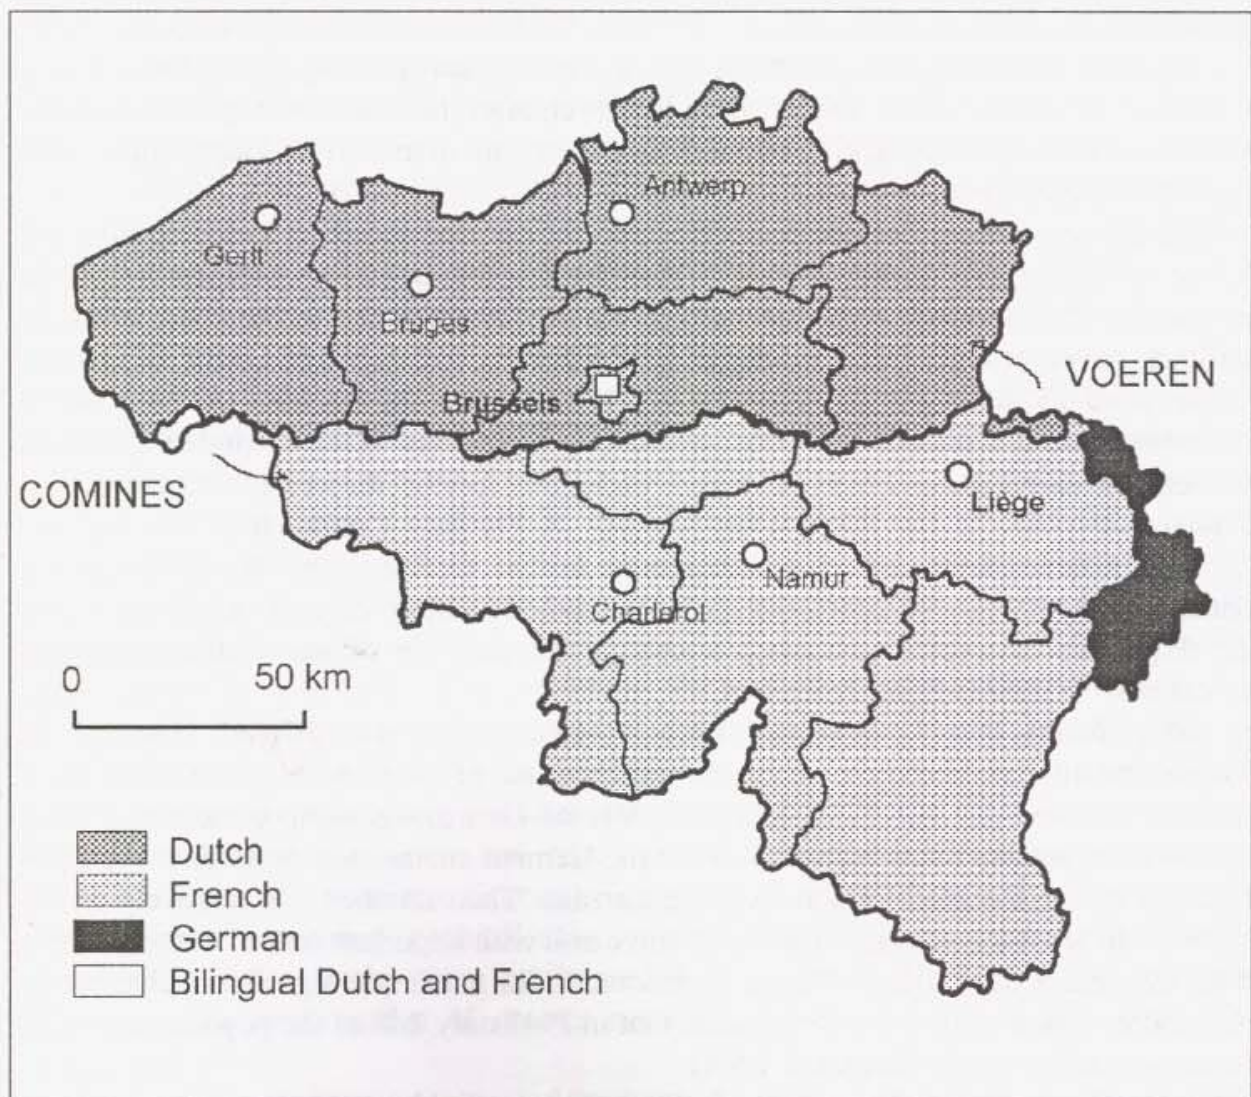 Antwerp
Gent
Bruges
Brussels
VOEREN
COMINES
Liège
Namur
Charleroi
0 50 km
Dutch
French
German
Bilingual Dutch and French